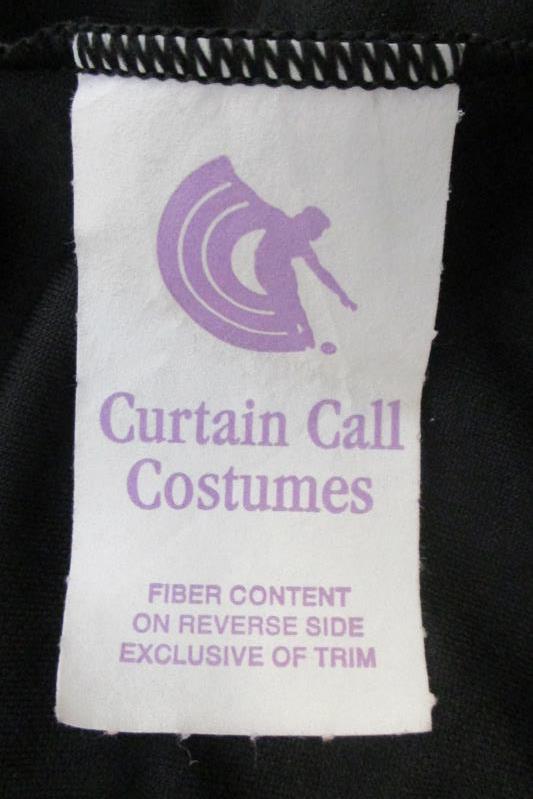 Curtain Call
Costumes
FIBER CONTENT
ON REVERSE SIDE
EXCLUSIVE OF TRIM